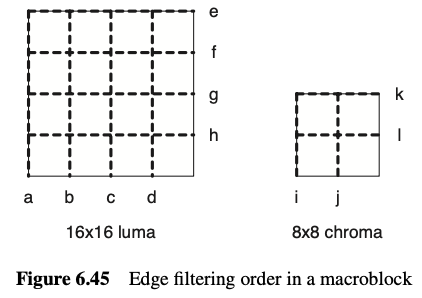 e
f
g
k
h
l
a b c d
i j
16x16 luma
8x8 chroma
Figure 6.45 Edge filtering order in a macroblock